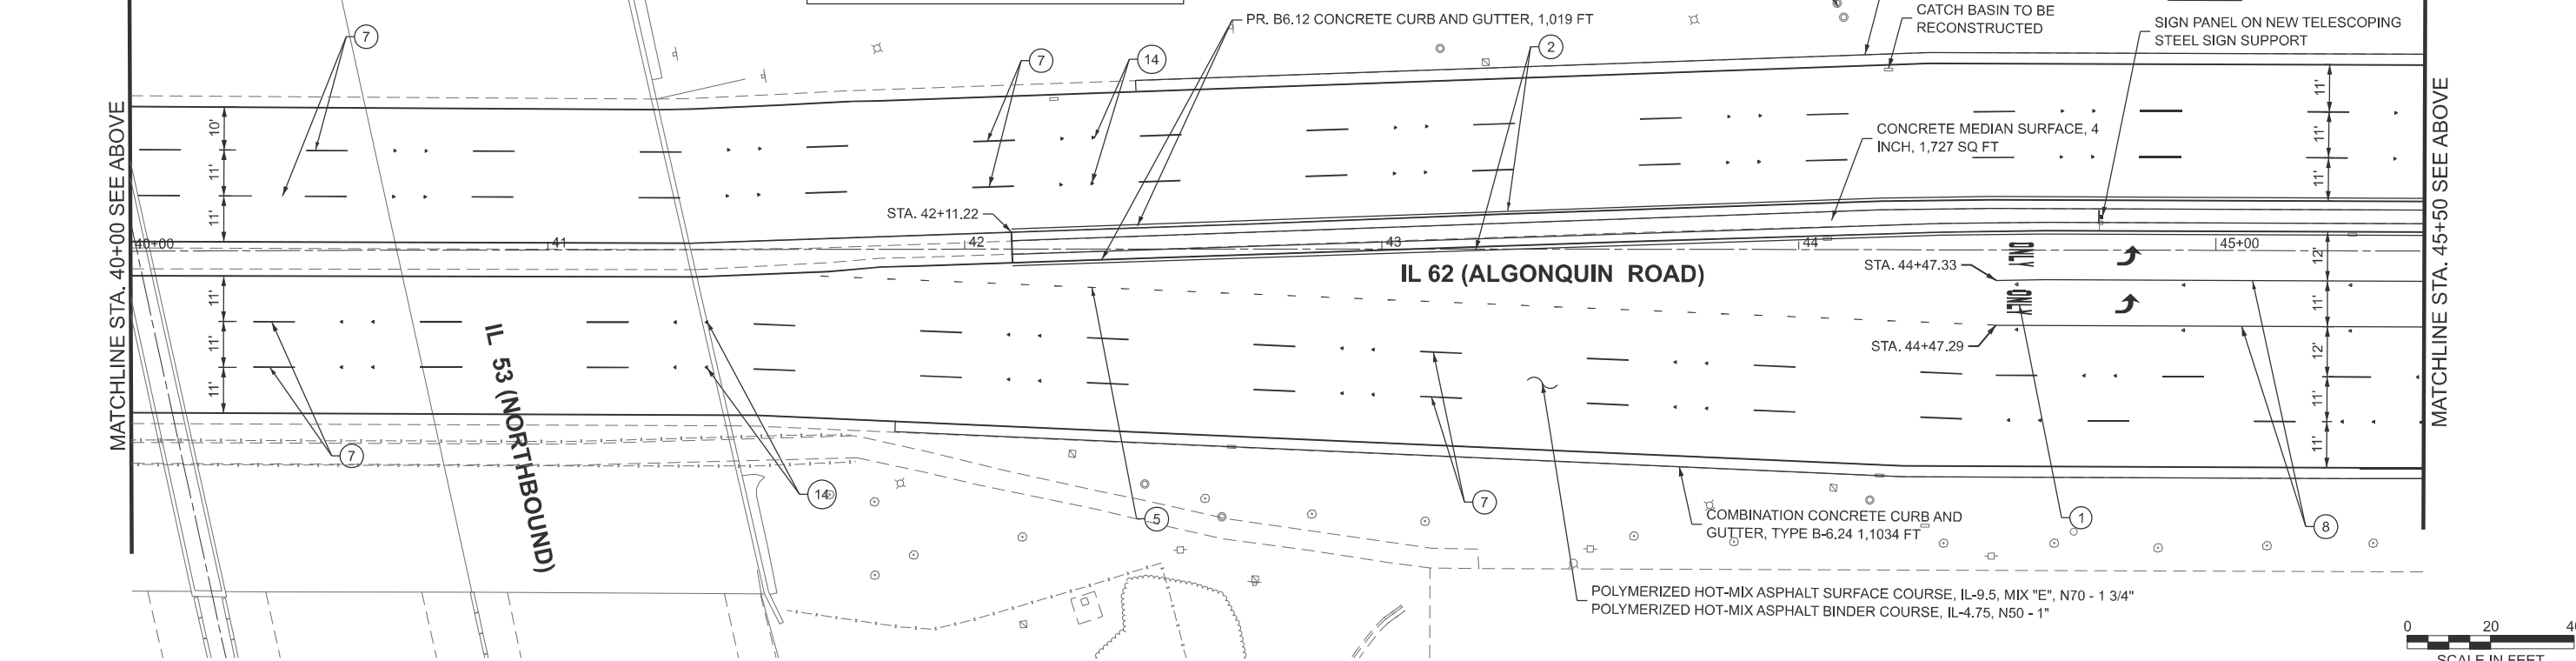 PR. B6.12 CONCRETE CURB AND GUTTER, 1,019 FT
CATCH BASIN TO BE
RECONSTRUCTED
SIGN PANEL ON NEW TELESCOPING
STEEL SIGN SUPPORT
7
7
14
2
MATCHLINE STA. 40+00 SEE ABOVE
10'
11'
11'
CONCRETE MEDIAN SURFACE, 4
INCH, 1,727 SQ FT
11'
11'
11'
MATCHLINE STA. 45+50 SEE ABOVE
STA. 42+11.22
40+00
41
42
43
44
45+00
IL 62 (ALGONQUIN ROAD)
STA. 44+47.33
ONLY
12'
11'
11'
11'
IL 53 (NORTHBOUND)
ONLY
11'
STA. 44+47.29
12'
11'
11'
7
14
5
7
1
8
COMBINATION CONCRETE CURB AND
GUTTER, TYPE B-6.24 1,1034 FT
POLYMERIZED HOT-MIX ASPHALT SURFACE COURSE, IL-9.5, MIX "E", N70 - 1 3/4"
POLYMERIZED HOT-MIX ASPHALT BINDER COURSE, IL-4.75, N50 - 1"
0 20
SCALE IN FEET